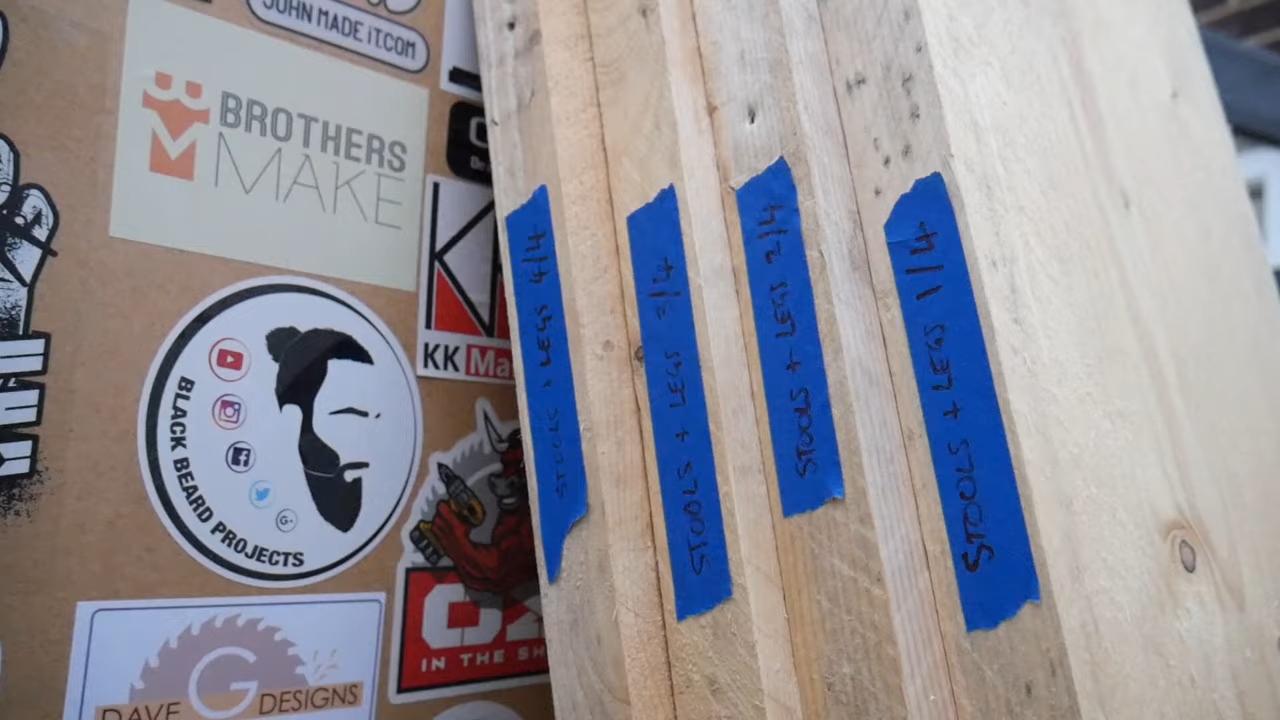 JOHN MADE IT.COM
BROTHERS
MAKE
KK Ma
BLACK BEARD PROJECTS
G+
OX
IN THE SH
DAVE G DESIGNS
STOOLS + LEGS 4/4
STOOLS + LEGS 3/4
STOOLS + LEGS 2/4
STOOLS + LEGS 1/4